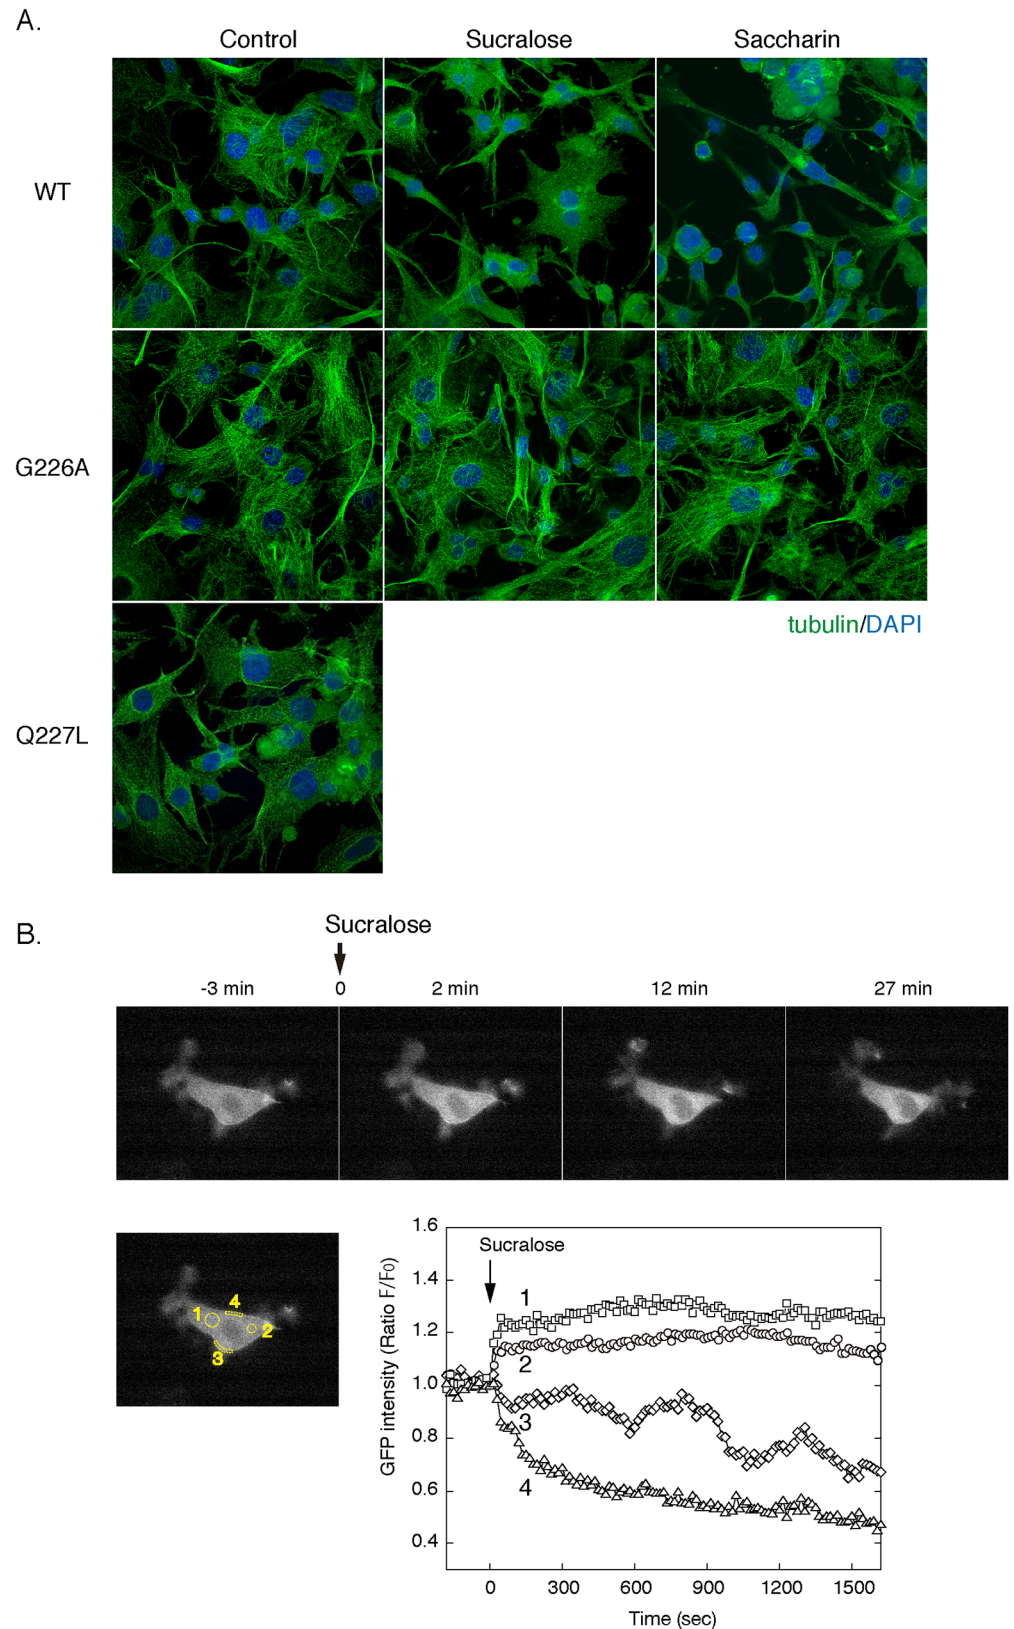 A.
Control Sucralose Saccharin
WT
G226A
tubulin/DAPI
Q227L
B.
Sucralose
-3 min 0 2 min 12 min 27 min
1 4 2 3
Sucralose
GFP intensity (Ratio F/F0)
1.6
1.4
1.2
1.0
0.8
0.6
0.4
1
2
3
4
0 300 600 900 1200 1500
Time (sec)